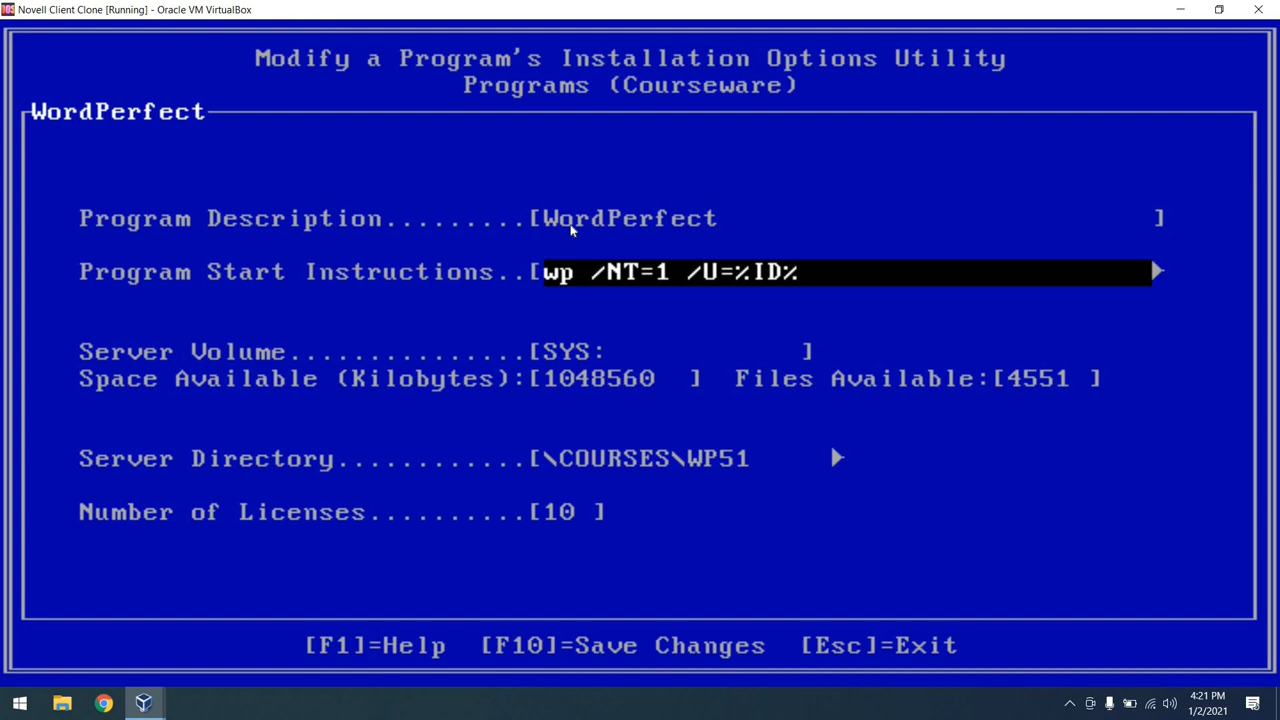 Novell Client Clone [Running] - Oracle VM VirtualBox
Modify a Program's Installation Options Utility
Programs (Courseware)
WordPerfect
Program Description.........[WordPerfect ]
Program Start Instructions..[wp /NT=1 /U=%ID%
Server Volume...............[SYS: ]
Space Available (Kilobytes):[1048560 ] Files Available:[4551 ]
Server Directory............[\COURSES\WP51
Number of Licenses..........[10 ]
[F1]=Help [F10]=Save Changes [Esc]=Exit
4:21 PM
1/2/2021